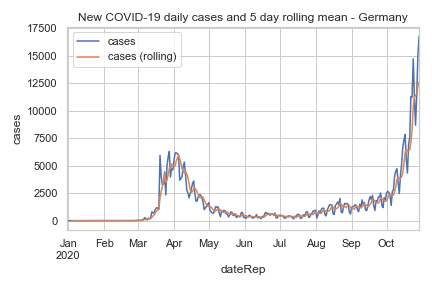 New COVID-19 daily cases and 5 day rolling mean - Germany
17500
15000
12500
10000
7500
5000
2500
0
cases
cases
cases (rolling)
Jan Feb Mar Apr May Jun Jul Aug Sep Oct
2020
dateRep